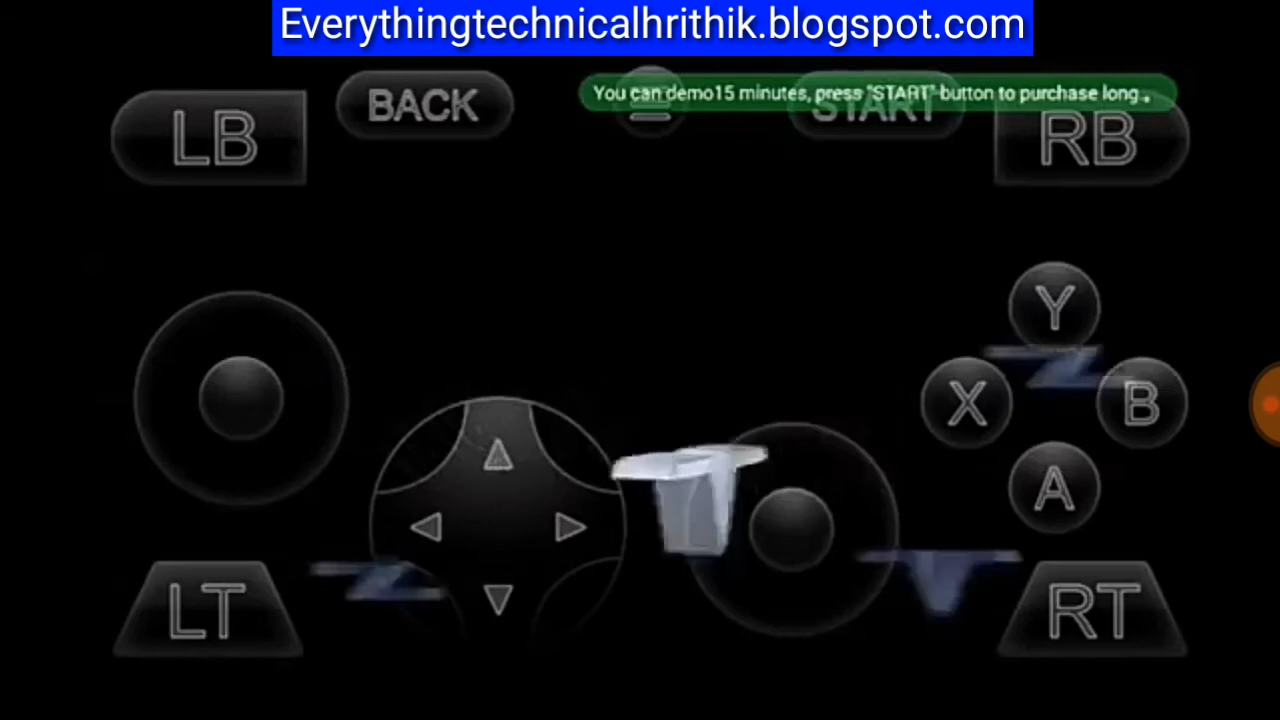 Everythingtechnicalhrithik.blogspot.com
You can demo15 minutes, press "START" button to purchase long.
BACK
START
LB
RB
Y
X
B
A
LT
RT